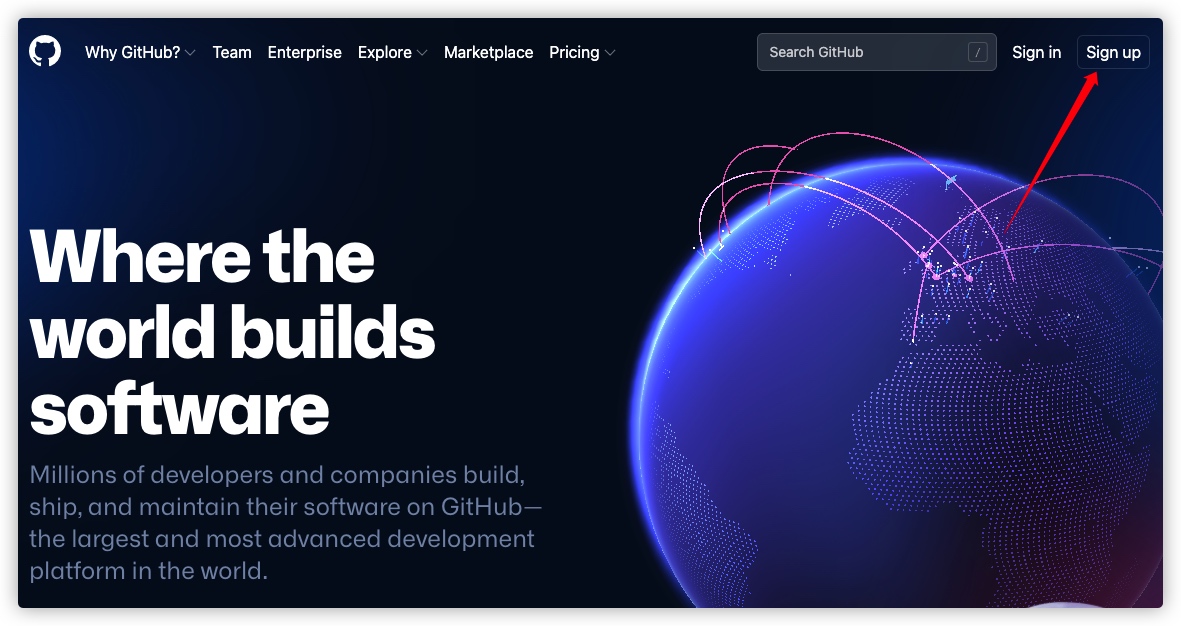 Why GitHub? Team Enterprise Explore Marketplace Pricing Search GitHub / Sign in Sign up
Where the
world builds
software
Millions of developers and companies build,
ship, and maintain their software on GitHub—
the largest and most advanced development
platform in the world.